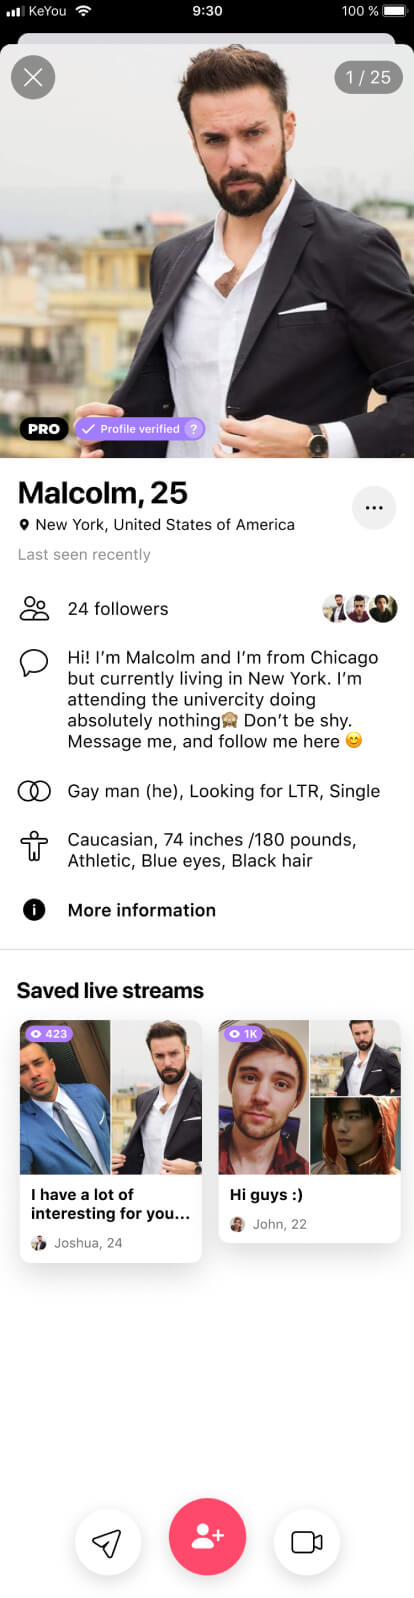 KeYou
9:30
100 %
1 / 25
PRO
Profile verified ?
Malcolm, 25
New York, United States of America
Last seen recently
24 followers
Hi! I'm Malcolm and I'm from Chicago
but currently living in New York. I'm
attending the univercity doing
absolutely nothing🙈 Don't be shy.
Message me, and follow me here 😊
Gay man (he), Looking for LTR, Single
Caucasian, 74 inches /180 pounds,
Athletic, Blue eyes, Black hair
More information
Saved live streams
423
1K
I have a lot of
interesting for you...
Joshua, 24
Hi guys :)
John, 22